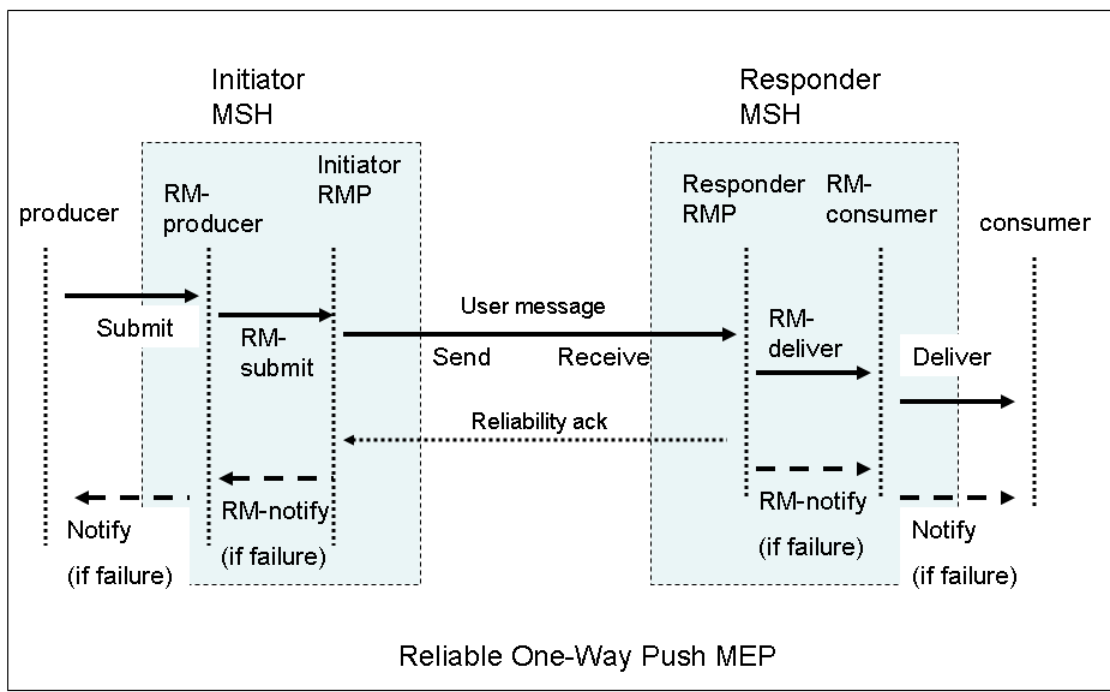 Initiator
MSH
Responder
MSH
Initiator
RMP
RM-
producer
producer
Responder
RMP
RM-
consumer
consumer
Submit
RM-
submit
User message
Send
Receive
RM-
deliver
Deliver
Reliability ack
Notify
(if failure)
RM-notify
(if failure)
RM-notify
(if failure)
Notify
(if failure)
Reliable One-Way Push MEP